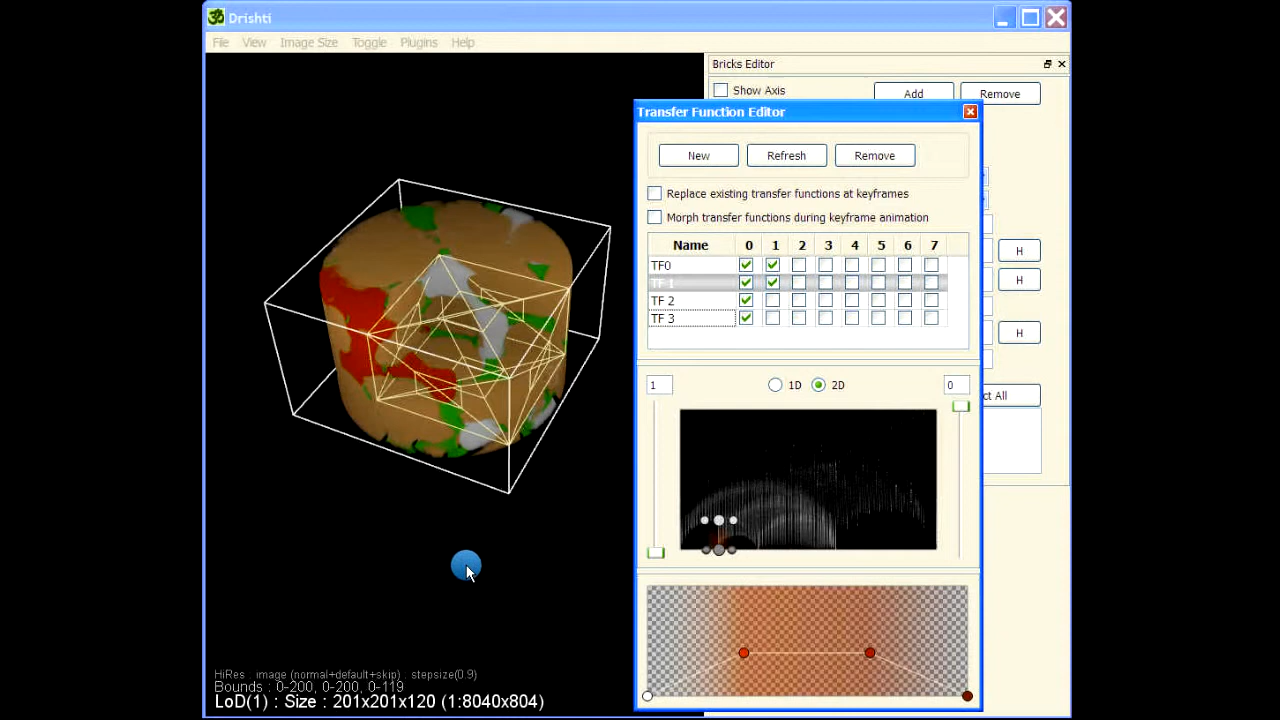 Drishti
File View Image Size Toggle Plugins Help
Bricks Editor
Show Axis
Add
Remove
Transfer Function Editor
New
Refresh
Remove
Replace existing transfer functions at keyframes
Morph transfer functions during keyframe animation
Name 0 1 2 3 4 5 6 7
TF0
TF 1
TF 2
TF 3
H
H
H
1
1D
2D
0
ct All
HiRes image (normal+default+skip) . stepsize(0.9)
Bounds : 0-200, 0-200, 0-119
LoD(1) : Size : 201x201x120 (1:8040x804)